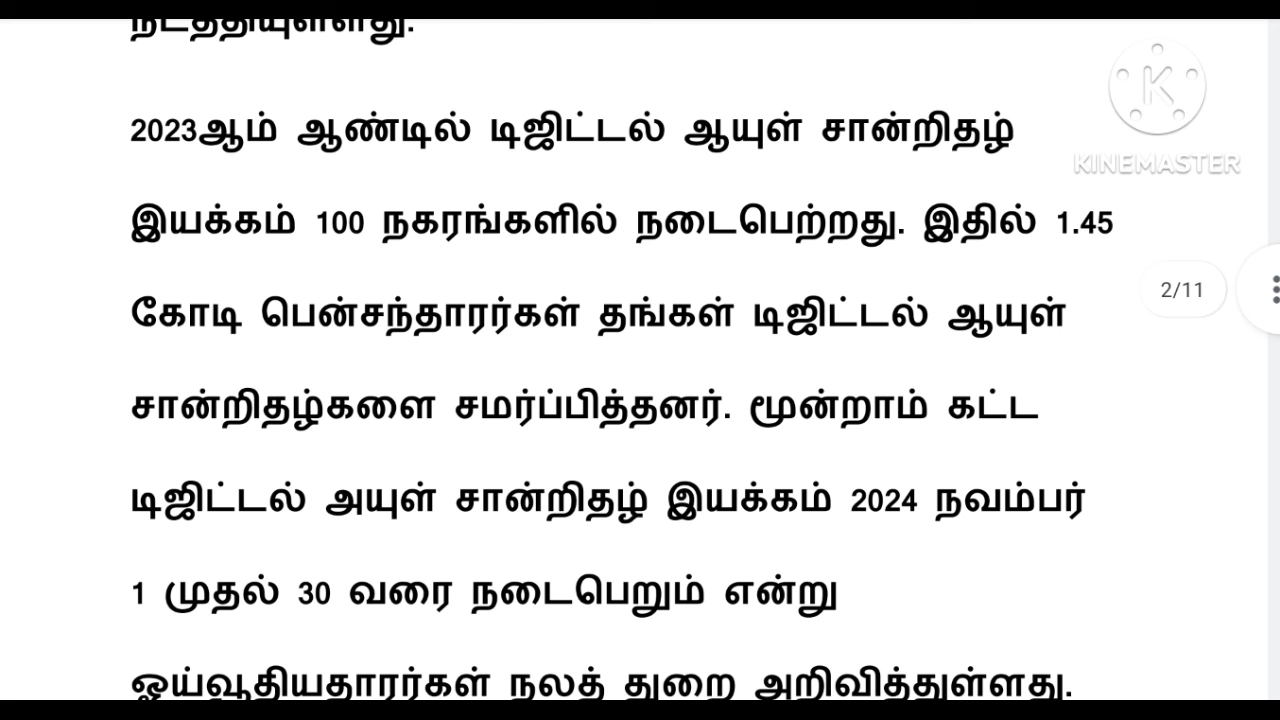 நடத்தியுள்ளது.
2023ஆம் ஆண்டில் டிஜிட்டல் ஆயுள் சான்றிதழ்
KINEMASTER
இயக்கம் 100 நகரங்களில் நடைபெற்றது. இதில் 1.45
2/11
கோடி பென்சந்தாரர்கள் தங்கள் டிஜிட்டல் ஆயுள்
சான்றிதழ்களை சமர்ப்பித்தனர். மூன்றாம் கட்ட
டிஜிட்டல் அயுள் சான்றிதழ் இயக்கம் 2024 நவம்பர்
1 முதல் 30 வரை நடைபெறும் என்று
ஓய்வூதியதாரர்கள் நலத் துறை அறிவித்துள்ளது.